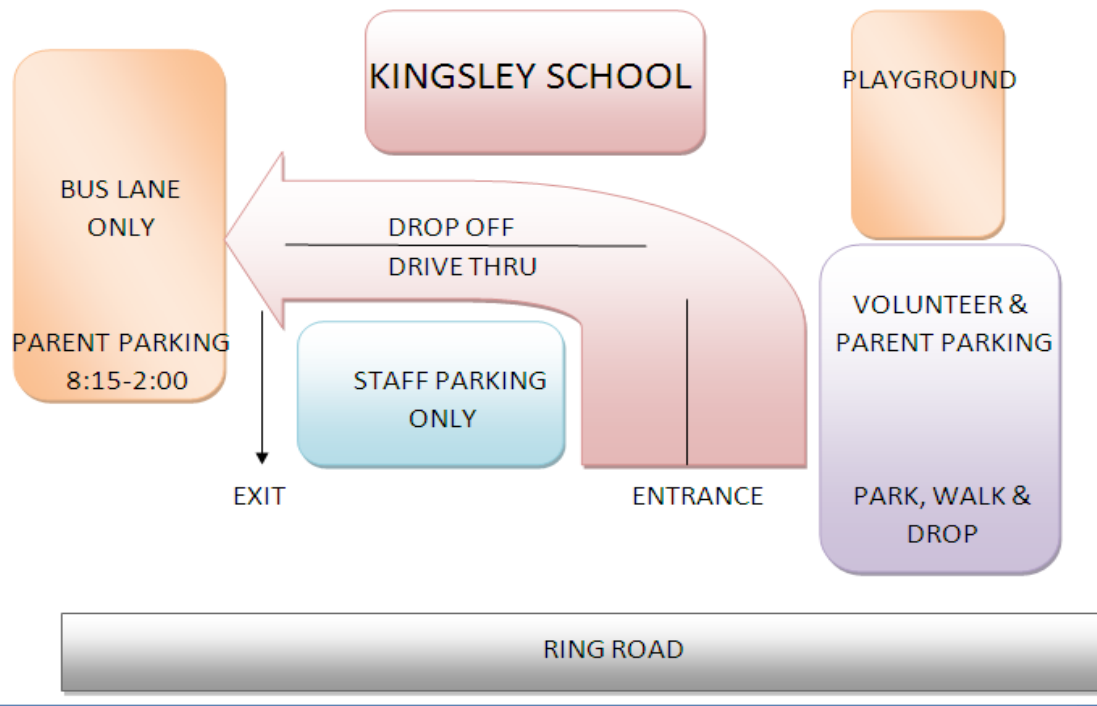 KINGSLEY SCHOOL
PLAYGROUND
BUS LANE
ONLY
PARENT PARKING
8:15-2:00
DROP OFF
DRIVE THRU
STAFF PARKING
ONLY
VOLUNTEER &
PARENT PARKING
PARK, WALK &
DROP
EXIT
ENTRANCE
RING ROAD